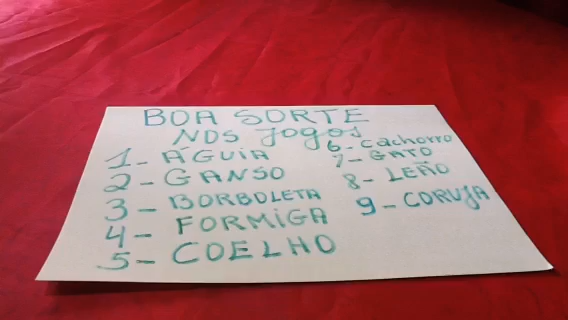 BOA SORTE
NOS Jogos
1- ÁGUIA
2- GANSO
3- BORBOLETA
4- FORMIGA
5- COELHO
6- cachorro
7- GATO
8- LEÃO
9- CORUJA